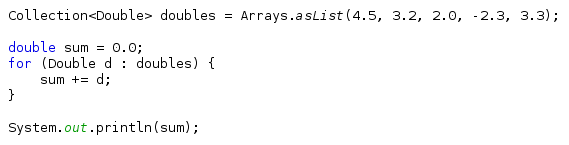 Collection<Double> doubles = Arrays.asList(4.5, 3.2, 2.0, -2.3, 3.3);
double sum = 0.0;
for (Double d : doubles) {
    sum += d;
}
System.out.println(sum);